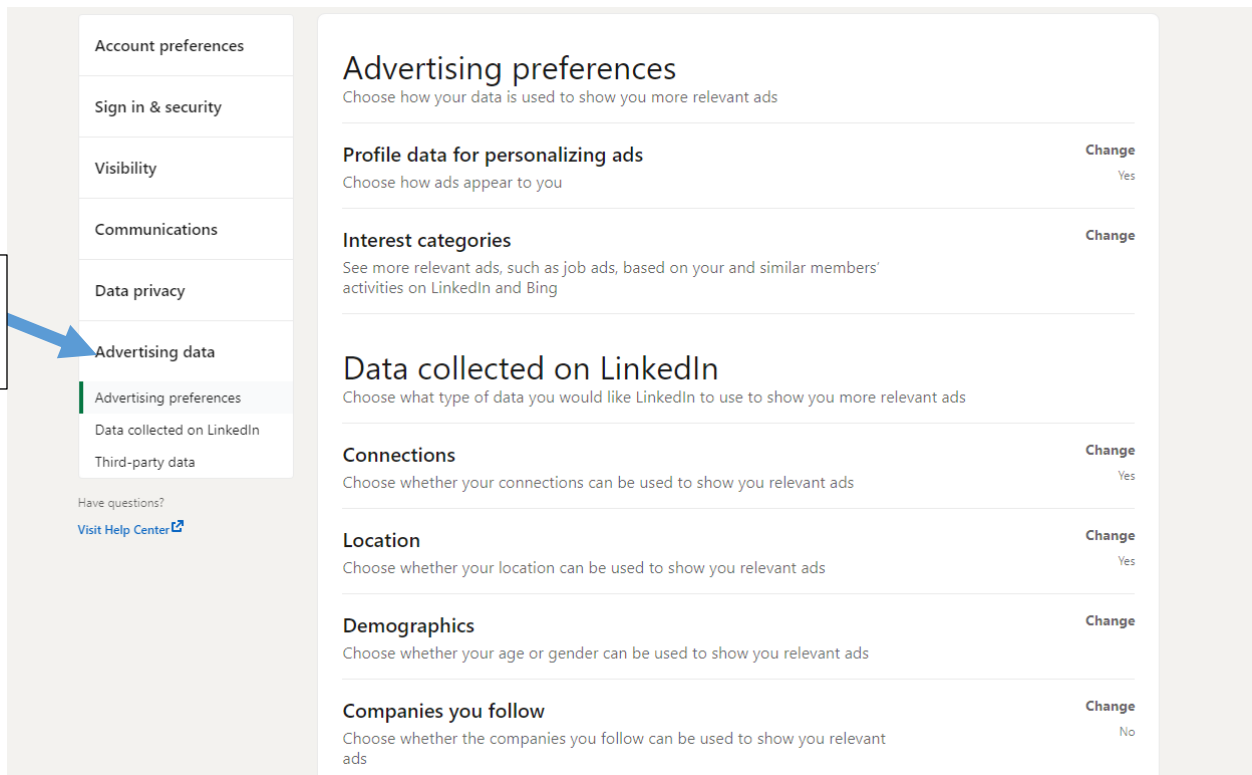 Account preferences
Sign in & security
Visibility
Communications
Data privacy
Advertising data
Advertising preferences
Data collected on LinkedIn
Third-party data
Have questions?
Visit Help Center
Advertising preferences
Choose how your data is used to show you more relevant ads
Profile data for personalizing ads
Change
Choose how ads appear to you
Yes
Interest categories
Change
See more relevant ads, such as job ads, based on your and similar members'
activities on LinkedIn and Bing
Data collected on LinkedIn
Choose what type of data you would like LinkedIn to use to show you more relevant ads
Connections
Change
Choose whether your connections can be used to show you relevant ads
Yes
Location
Change
Choose whether your location can be used to show you relevant ads
Yes
Demographics
Change
Choose whether your age or gender can be used to show you relevant ads
Companies you follow
Change
Choose whether the companies you follow can be used to show you relevant
ads
No